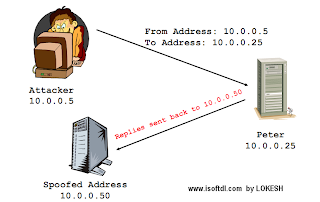 From Address: 10.0.0.5
To Address: 10.0.0.25
Attacker
10.0.0.5
Replies sent back to 10.0.0.50
Peter
10.0.0.25
Spoofed Address
10.0.0.50
www.isoftdl.com by LOKESH